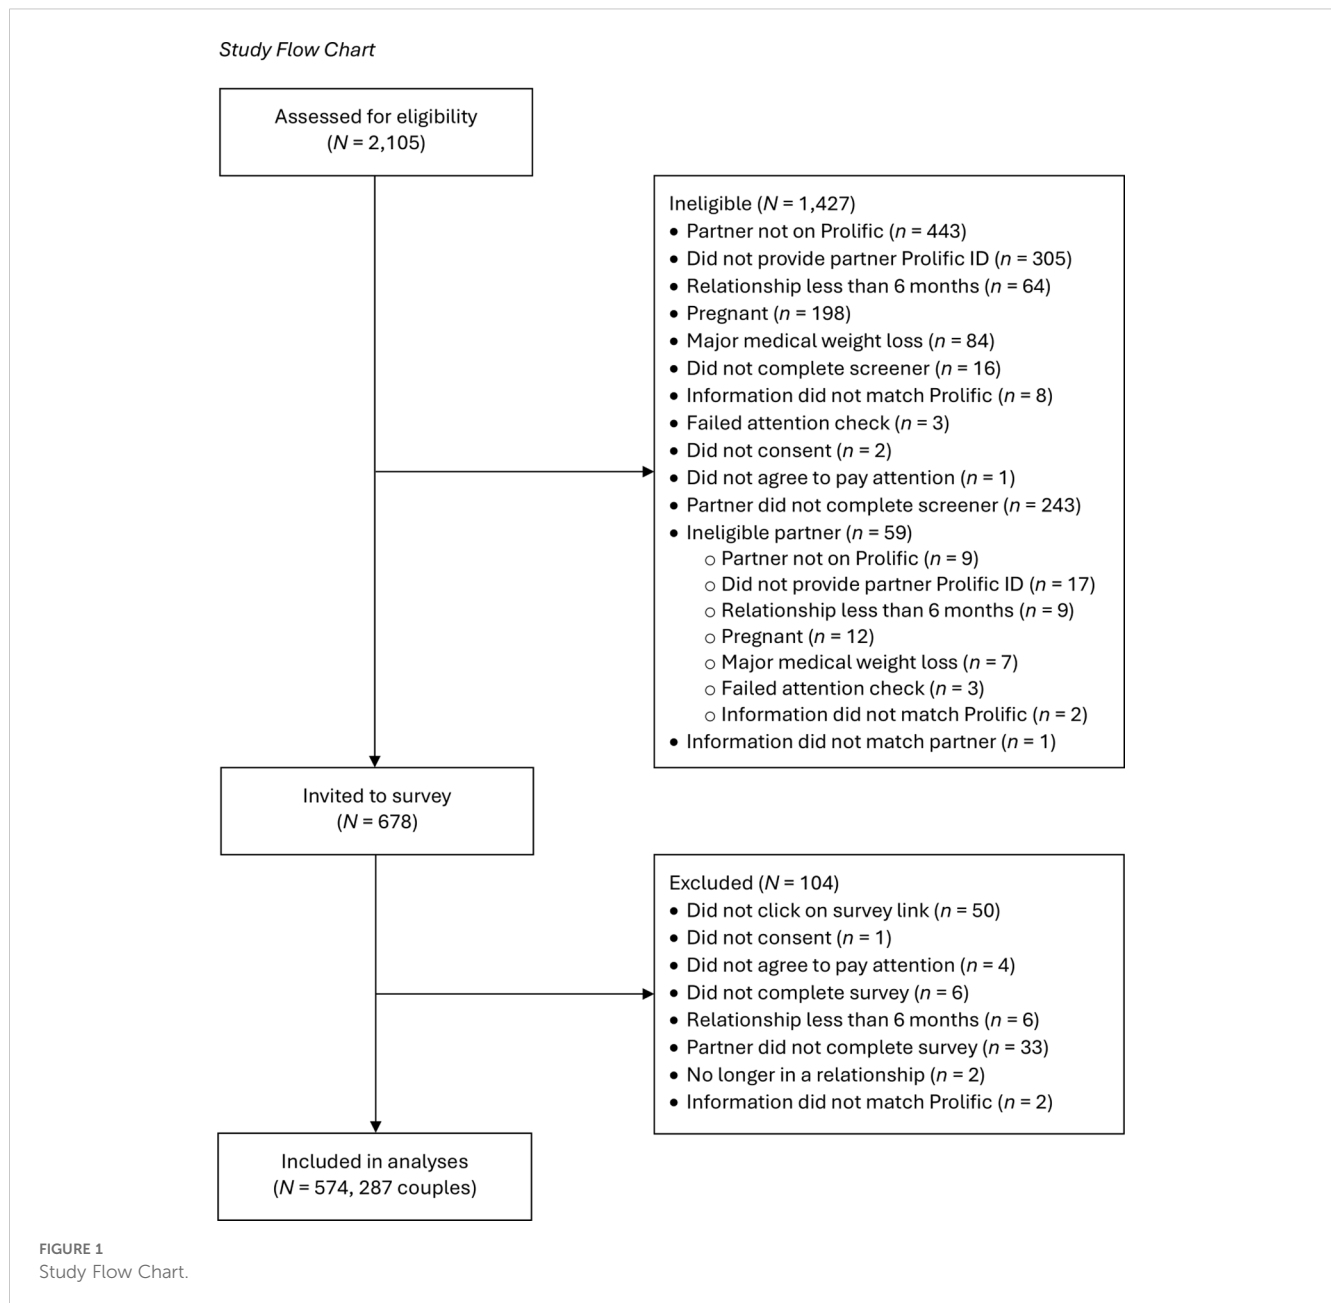 Study Flow Chart
Assessed for eligibility
(N = 2,105)
Ineligible (N = 1,427)
• Partner not on Prolific (n = 443)
• Did not provide partner Prolific ID (n = 305)
• Relationship less than 6 months (n = 64)
• Pregnant (n = 198)
• Major medical weight loss (n = 84)
• Did not complete screener (n = 16)
• Information did not match Prolific (n = 8)
• Failed attention check (n = 3)
• Did not consent (n = 2)
• Did not agree to pay attention (n = 1)
• Partner did not complete screener (n = 243)
• Ineligible partner (n = 59)
○ Partner not on Prolific (n = 9)
○ Did not provide partner Prolific ID (n = 17)
○ Relationship less than 6 months (n = 9)
○ Pregnant (n = 12)
○ Major medical weight loss (n = 7)
○ Failed attention check (n = 3)
○ Information did not match Prolific (n = 2)
• Information did not match partner (n = 1)
Invited to survey
(N = 678)
Excluded (N = 104)
• Did not click on survey link (n = 50)
• Did not consent (n = 1)
• Did not agree to pay attention (n = 4)
• Did not complete survey (n = 6)
• Relationship less than 6 months (n = 6)
• Partner did not complete survey (n = 33)
• No longer in a relationship (n = 2)
• Information did not match Prolific (n = 2)
Included in analyses
(N = 574, 287 couples)
FIGURE 1
Study Flow Chart.